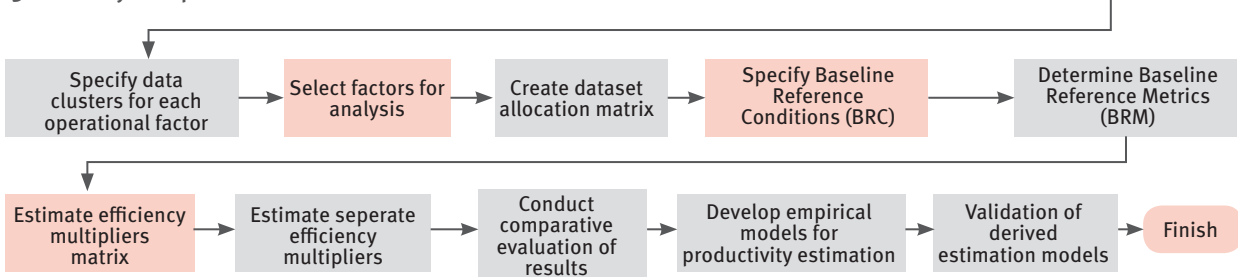 Specify data
clusters for each
operational factor
Select factors for
analysis
Create dataset
allocation matrix
Specify Baseline
Reference
Conditions (BRC)
Determine Baseline
Reference Metrics
(BRM)
Estimate efficiency
multipliers
matrix
Estimate seperate
efficiency
multipliers
Conduct
comparative
evaluation of
results
Develop empirical
models for
productivity estimation
Validation of
derived
estimation models
Finish